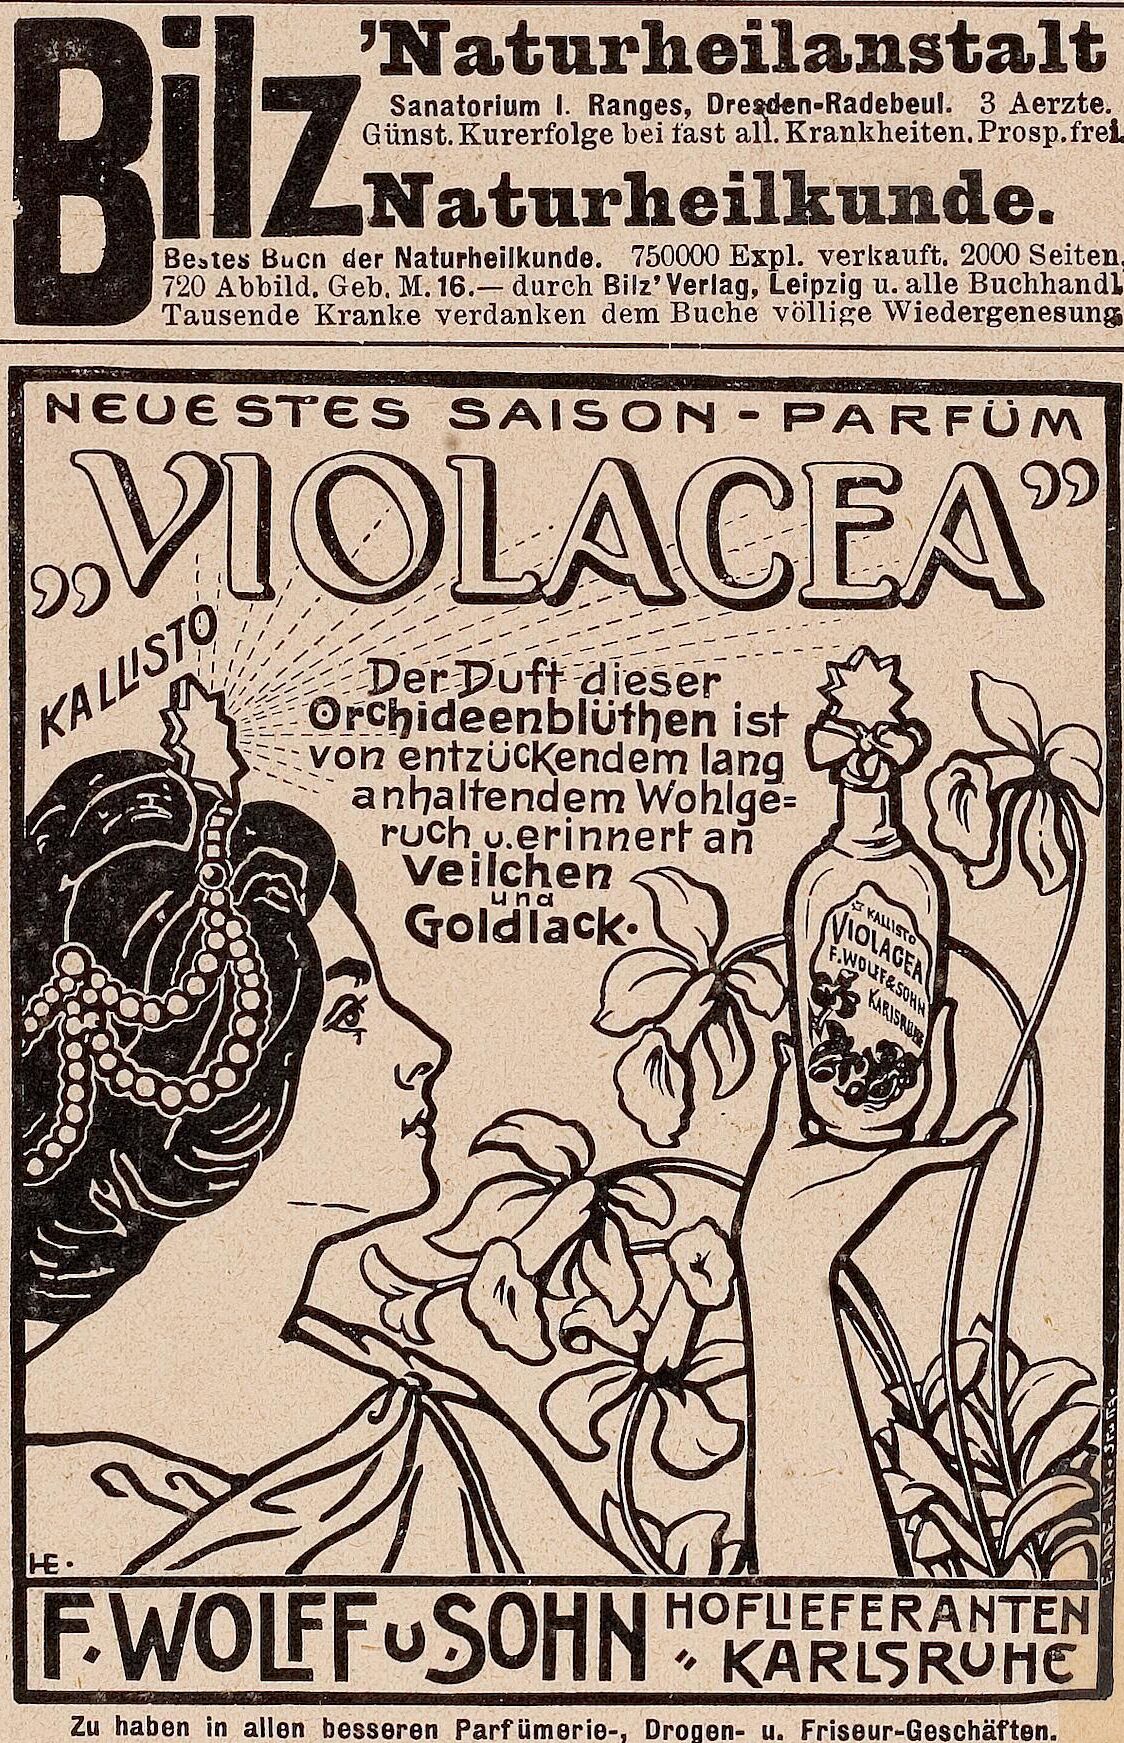 Bilz
’Naturheilanstalt
Sanatorium I. Ranges, Dresden-Radebeul. 3 Aerzte.
Günst. Kurerfolge bei fast all. Krankheiten. Prosp. frei.
Naturheilkunde.
Bestes Buch der Naturheilkunde. 750000 Expl. verkauft. 2000 Seiten,
720 Abbild. Geb. M. 16.— durch Bilz’ Verlag, Leipzig u. alle Buchhandl.
Tausende Kranke verdanken dem Buche völlige Wiedergenesung.
NEUESTES SAISON-PARFÜM
„VIOLACEA”
KALLISTO
Der Duft dieser
Orchideenblüthen ist
von entzückendem lang
anhaltendem Wohlge=
ruch u. erinnert an
Veilchen
und
Goldlack.
KALLISTO
VIOLACEA
F. WOLFF & SOHN
KARLSRUHE
HE.
F. WOLFF u. SOHN
HOFLIEFERANTEN
" KARLSRUHE
Zu haben in allen besseren Parfümerie-, Drogen- u. Friseur-Geschäften.